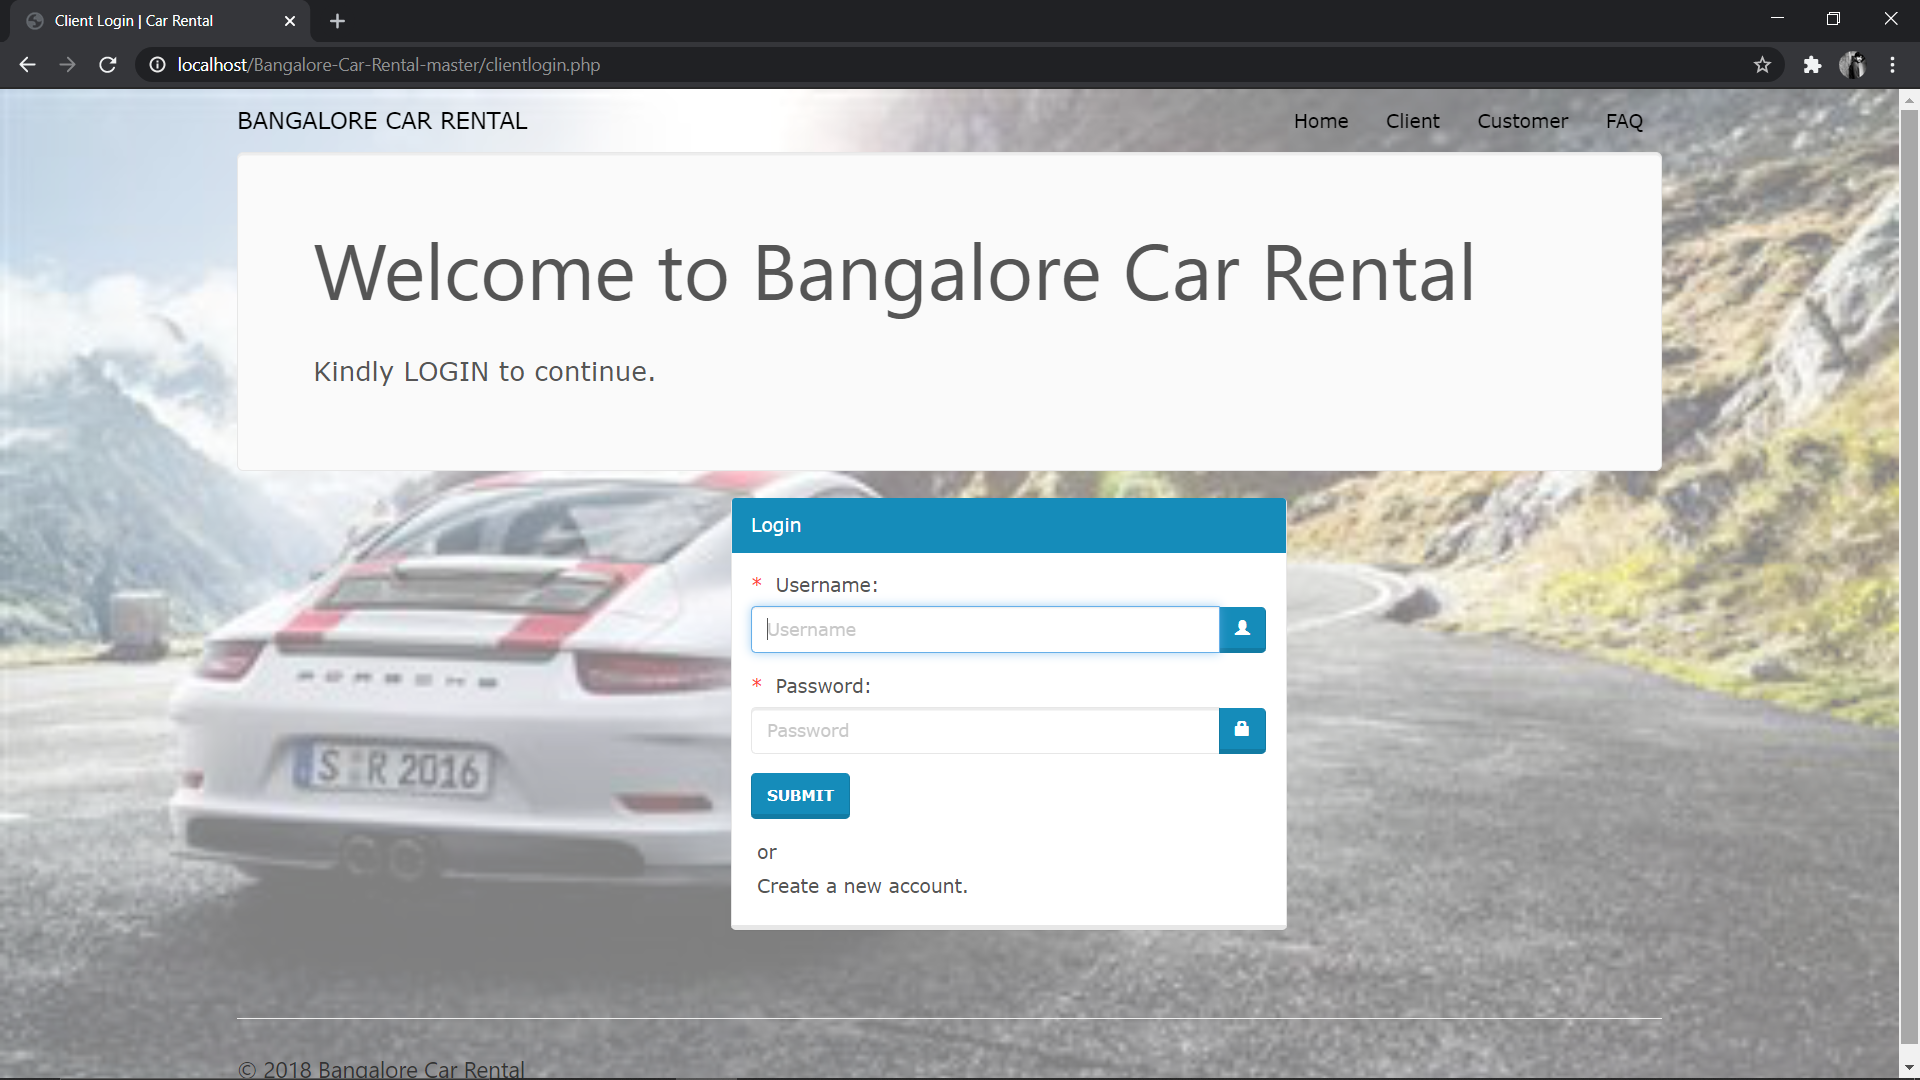 Client Login | Car Rental
localhost/Bangalore-Car-Rental-master/clientlogin.php
BANGALORE CAR RENTAL
Home Client Customer FAQ
Welcome to Bangalore Car Rental
Kindly LOGIN to continue.
Login
* Username:
Username
* Password:
Password
SUBMIT
or
Create a new account.
PORSCHE
S R 2016
© 2018 Bangalore Car Rental